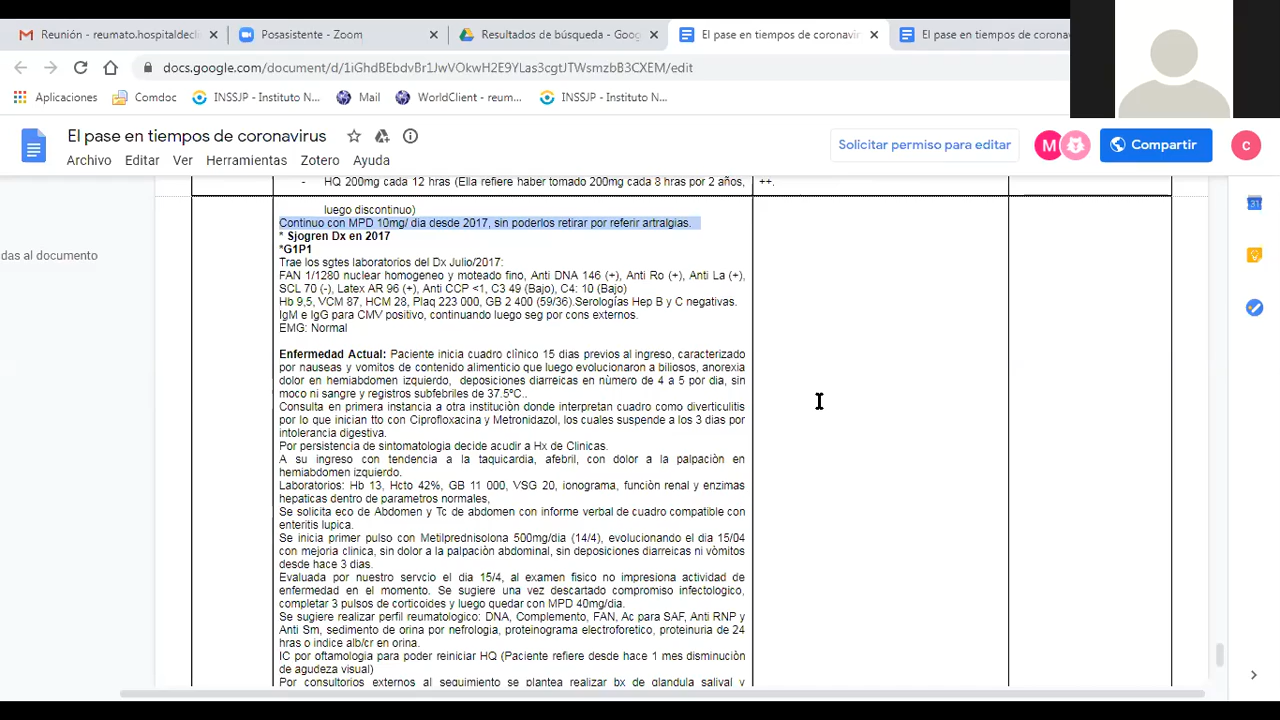 Reunión - reumato.hospitaldecl
Posasistente - Zoom
Resultados de búsqueda - Goog
El pase en tiempos de coronavir
El pase en tiempos de corona
docs.google.com/document/d/1iGhdBEbdvBr1JwVOkwH2E9YLas3cgtJTWsmzbB3CXEM/edit
Aplicaciones
Comdoc
INSSJP - Instituto N...
Mail
WorldClient - reum...
INSSJP - Instituto N...
El pase en tiempos de coronavirus
Archivo Editar Ver Herramientas Zotero Ayuda
Solicitar permiso para editar
M
Compartir
C
31
das al documento
- HQ 200mg cada 12 hras (Ella refiere haber tomado 200mg cada 8 hras por 2 años,
++.
luego discontinuo)
Continuo con MPD 10mg/ dia desde 2017, sin poderlos retirar por referir artralgias.
* Sjogren Dx en 2017
*G1P1
Trae los sgtes laboratorios del Dx Julio/2017:
FAN 1/1280 nuclear homogeneo y moteado fino, Anti DNA 146 (+), Anti Ro (+), Anti La (+),
SCL 70 (-), Latex AR 96 (+), Anti CCP <1, C3 49 (Bajo), C4: 10 (Bajo)
Hb 9,5, VCM 87, HCM 28, Plaq 223 000, GB 2 400 (59/36).Serologías Hep B y C negativas.
IgM e IgG para CMV positivo, continuando luego seg por cons externos.
EMG: Normal
Enfermedad Actual: Paciente inicia cuadro clìnico 15 dias previos al ingreso, caracterizado
por nauseas y vomitos de contenido alimenticio que luego evolucionaron a biliosos, anorexia
dolor en hemiabdomen izquierdo, deposiciones diarreicas en nùmero de 4 a 5 por dia, sin
moco ni sangre y registros subfebriles de 37.5ºC..
Consulta en primera instancia a otra instituciòn donde interpretan cuadro como diverticulitis
por lo que inician tto con Ciprofloxacina y Metronidazol, los cuales suspende a los 3 dias por
intolerancia digestiva.
Por persistencia de sintomatologia decide acudir a Hx de Clinicas.
A su ingreso con tendencia a la taquicardia, afebril, con dolor a la palpaciòn en
hemiabdomen izquierdo.
Laboratorios: Hb 13, Hcto 42%, GB 11 000, VSG 20, ionograma, funciòn renal y enzimas
hepaticas dentro de parametros normales,
Se solicita eco de Abdomen y Tc de abdomen con informe verbal de cuadro compatible con
enteritis lupica.
Se inicia primer pulso con Metilprednisolona 500mg/dia (14/4), evolucionando el dia 15/04
con mejoria clinica, sin dolor a la palpaciòn abdominal, sin deposiciones diarreicas ni vòmitos
desde hace 3 dias.
Evaluada por nuestro servcio el dia 15/4, al examen fisico no impresiona actividad de
enfermedad en el momento. Se sugiere una vez descartado compromiso infectologico,
completar 3 pulsos de corticoides y luego quedar con MPD 40mg/dia.
Se sugiere realizar perfil reumatologico: DNA, Complemento, FAN, Ac para SAF, Anti RNP y
Anti Sm, sedimento de orina por nefrologia, proteinograma electroforetico, proteinuria de 24
hras o indice alb/cr en orina.
IC por oftamologia para poder reiniciar HQ (Paciente refiere desde hace 1 mes disminuciòn
de agudeza visual)
Por consultorios externos al seguimiento se plantea realizar bx de glandula salival y